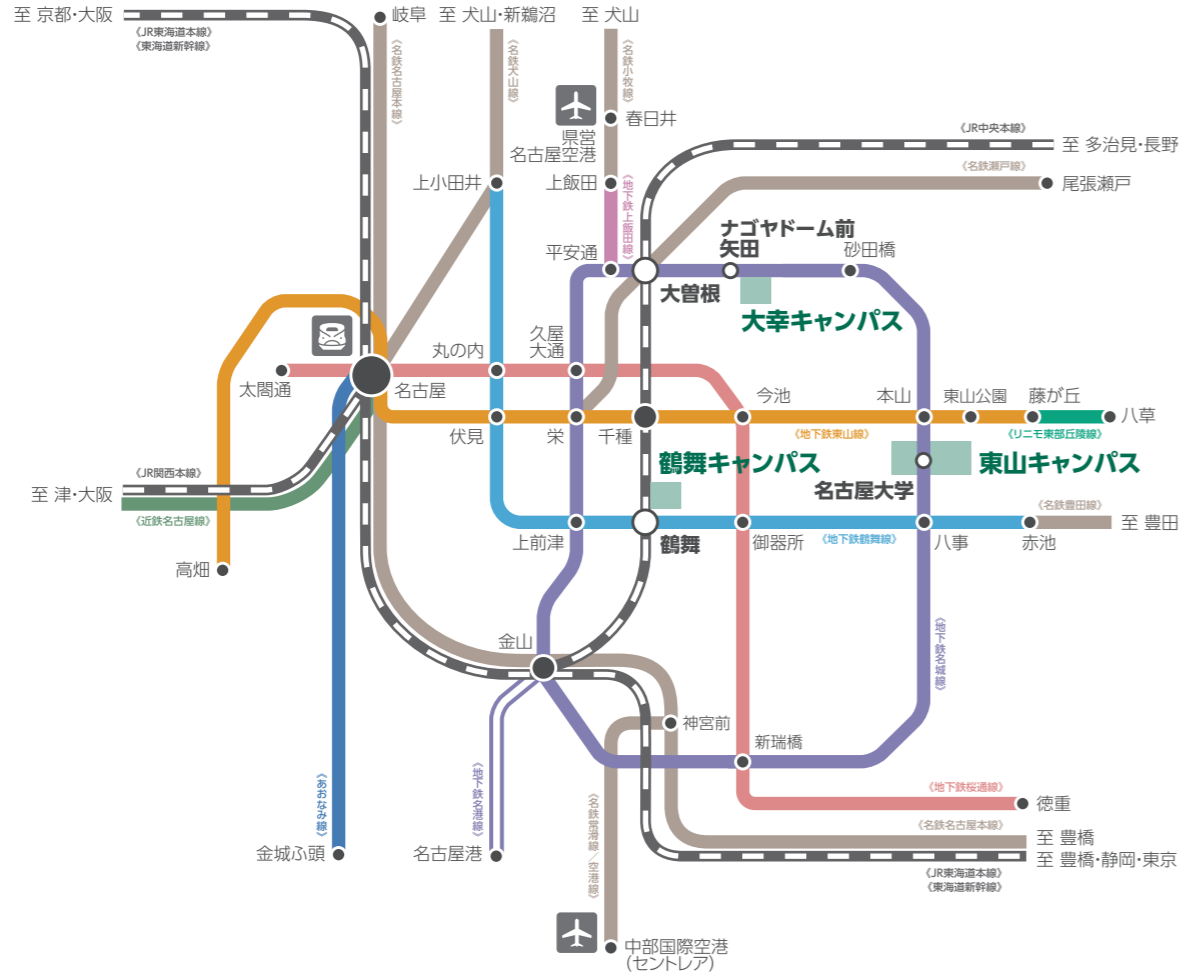 至 京都・大阪
《JR東海道本線》
《東海道新幹線》
岐阜
至 犬山・新鵜沼
至 犬山
《名鉄名古屋本線》
《名鉄犬山線》
《名鉄小牧線》
春日井
県営
名古屋空港
《JR中央本線》
至 多治見・長野
《名鉄瀬戸線》
尾張瀬戸
上小田井
上飯田
《地下鉄上飯田線》
平安通
ナゴヤドーム前
矢田
砂田橋
大曽根
大幸キャンパス
太閤通
名古屋
丸の内
久屋
大通
今池
本山
東山公園
藤が丘
八草
伏見
栄
千種
《地下鉄東山線》
《リニモ東部丘陵線》
鶴舞キャンパス
東山キャンパス
名古屋大学
《JR関西本線》
至 津・大阪
《近鉄名古屋線》
《名鉄豊田線》
至 豊田
上前津
鶴舞
御器所
《地下鉄鶴舞線》
八事
赤池
高畑
金山
《地下鉄名城線》
神宮前
新瑞橋
《あおなみ線》
《地下鉄名港線》
《名鉄常滑線／空港線》
《地下鉄桜通線》
徳重
《名鉄名古屋本線》
至 豊橋
金城ふ頭
名古屋港
至 豊橋・静岡・東京
《JR東海道本線》
《東海道新幹線》
中部国際空港
(セントレア)